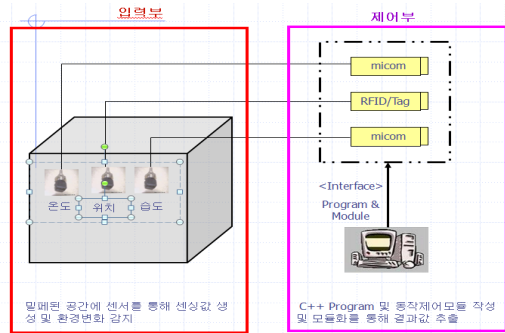 입력부
제어부
micom
RFID/Tag
micom
온도
위치
습도
<Interface>
Program &
Module
밀폐된 공간에 센서를 통해 센싱값 생
성 및 환경변화 감지
C++ Program 및 동작제어모듈 작성
및 모듈화를 통해 결과값 추출